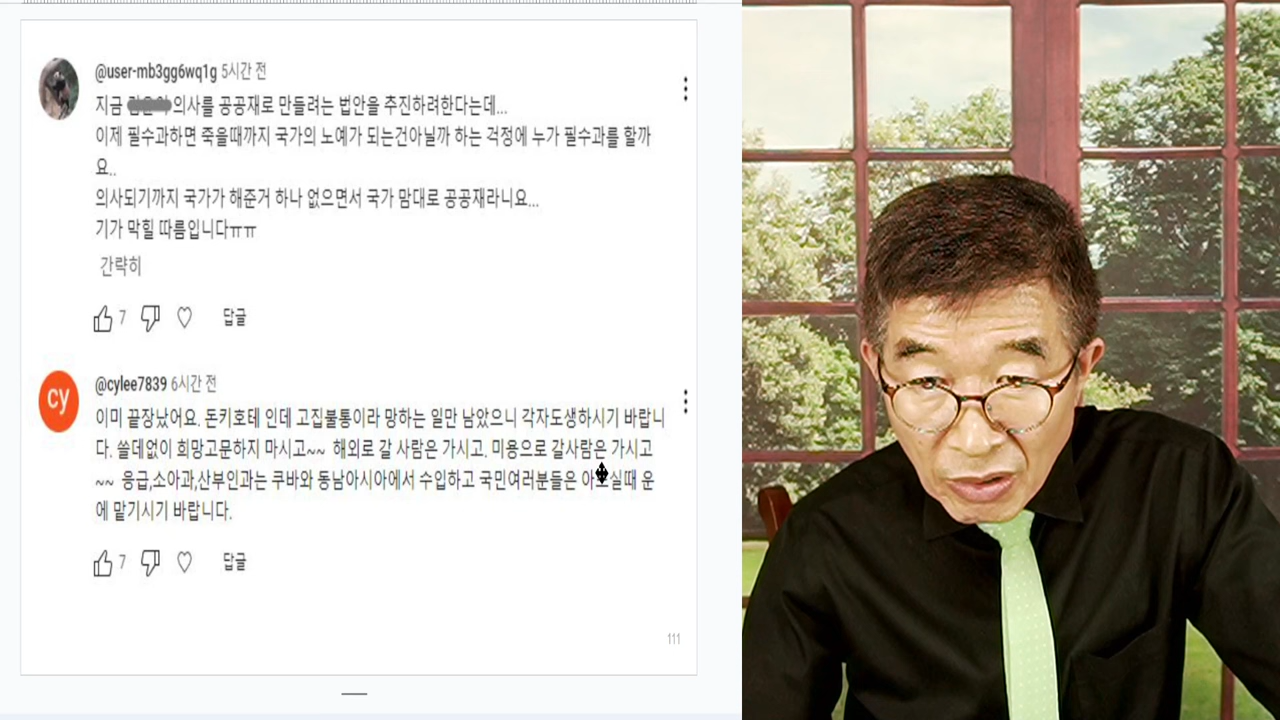 @user-mb3gg6wq1g 5시간 전
지금 의사를 공공재로 만들려는 법안을 추진하려한다는데...
이제 필수과하면 죽을때까지 국가의 노예가 되는건아닐까 하는 걱정에 누가 필수과를 할까
요..
의사되기까지 국가가 해준거 하나 없으면서 국가 맘대로 공공재라니요...
기가 막힐 따름입니다ㅠㅠ
간략히
7 답글
cy
@cylee7839 6시간 전
이미 끝장났어요. 돈키호테 인데 고집불통이라 망하는 일만 남았으니 각자도생하시기 바랍니
다. 쓸데없이 희망고문하지 마시고~~ 해외로 갈 사람은 가시고. 미용으로 갈사람은 가시고
~~ 응급,소아과,산부인과는 쿠바와 동남아시아에서 수입하고 국민여러분들은 운
에 맡기시기 바랍니다.
7 답글
111